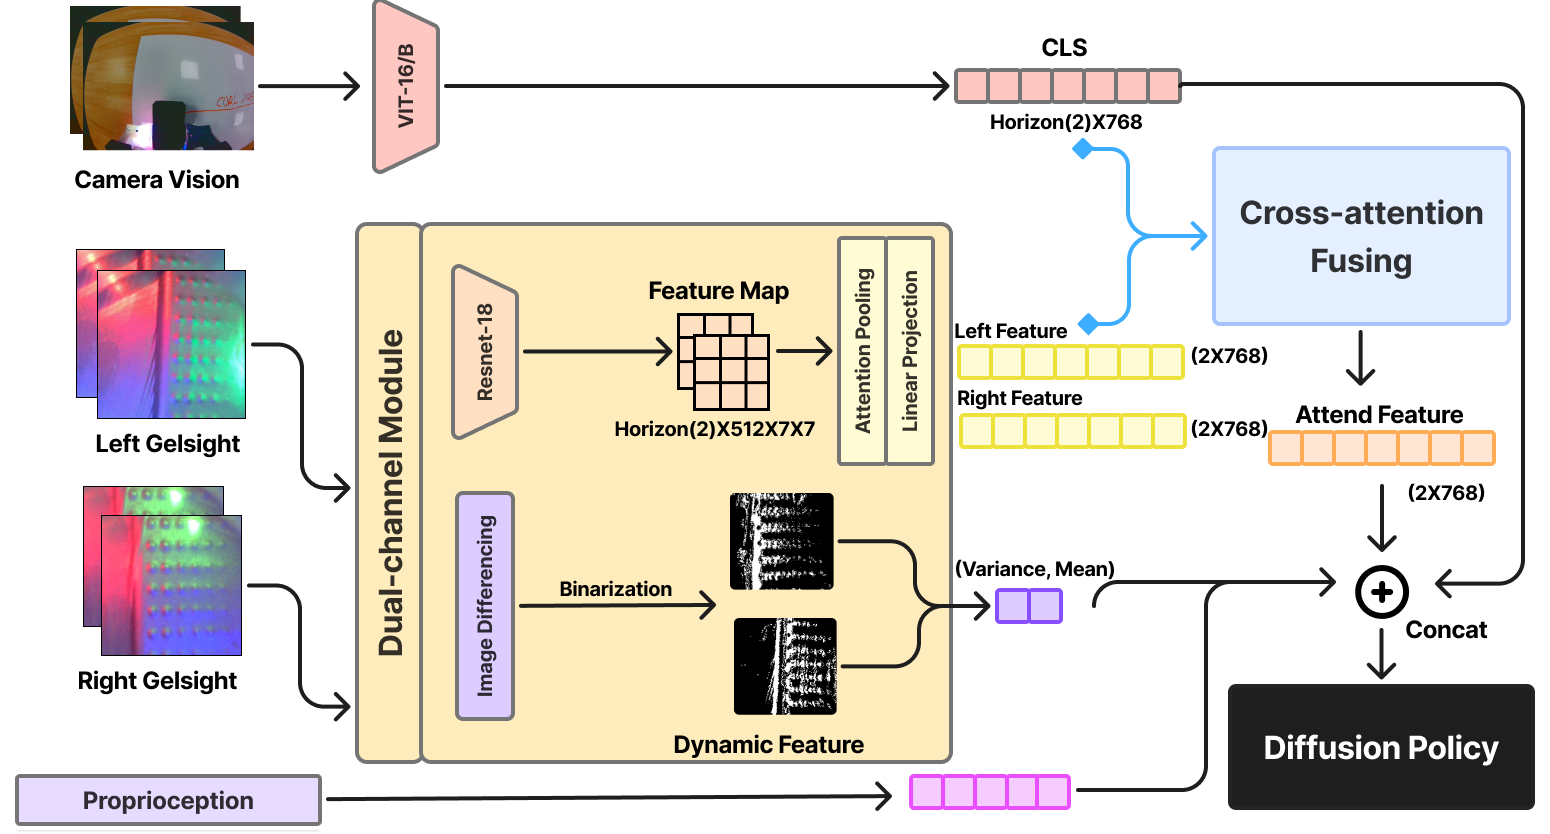 CLS
VIT-16/B
CORL
Horizon(2)X768
Camera Vision
Cross-attention
Fusing
Feature Map
Resnet-18
Attention Pooling
Linear Projection
Left Feature
(2X768)
Right Feature
(2X768)
Attend Feature
Horizon(2)X512X7X7
Left Gelsight
Dual-channel Module
(2X768)
Image Differencing
Binarization
(Variance, Mean)
Concat
Right Gelsight
Dynamic Feature
Diffusion Policy
Proprioception